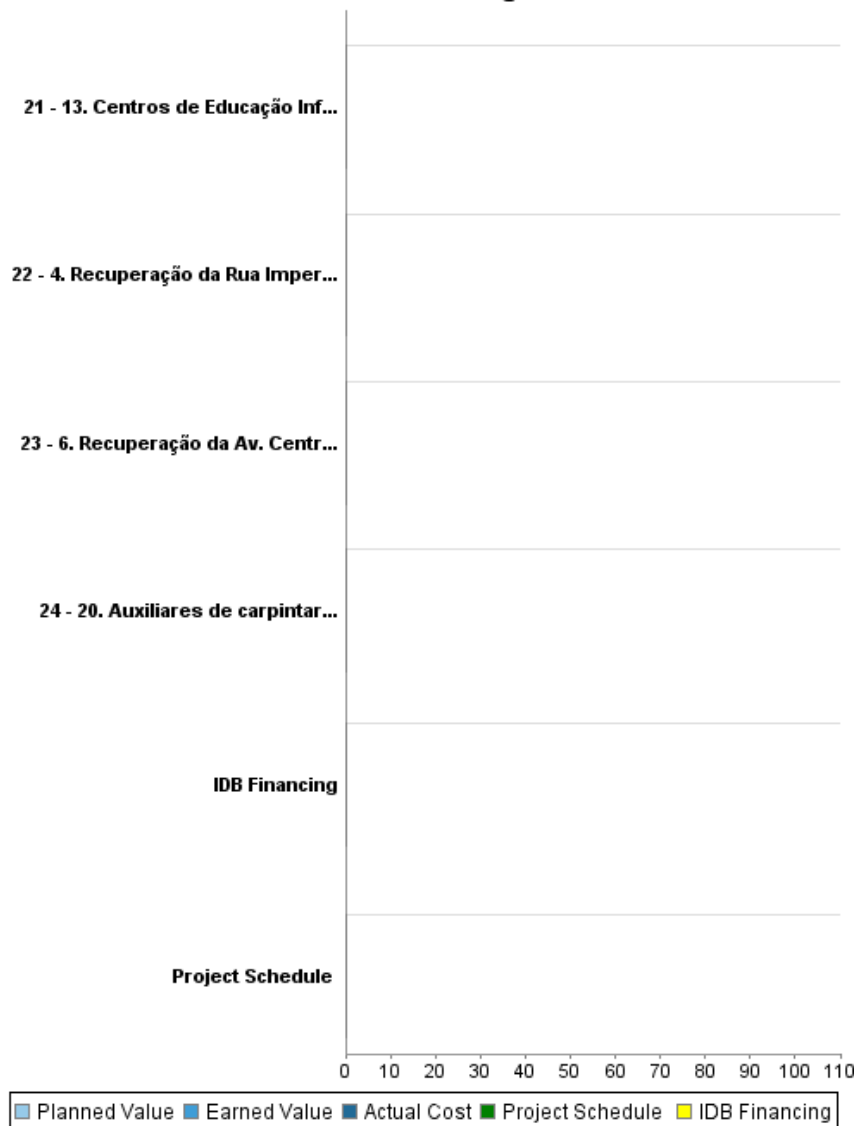 21 - 13. Centros de Educação Inf...
22 - 4. Recuperação da Rua Imper...
23 - 6. Recuperação da Av. Centr...
24 - 20. Auxiliares de carpintar...
IDB Financing
Project Schedule
0 10 20 30 40 50 60 70 80 90 100 110
Planned Value Earned Value Actual Cost Project Schedule IDB Financing